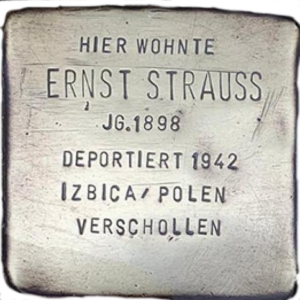 HIER WOHNTE
ERNST STRAUSS
JG.1898
DEPORTIERT 1942
IZBICA/POLEN
VERSCHOLLEN